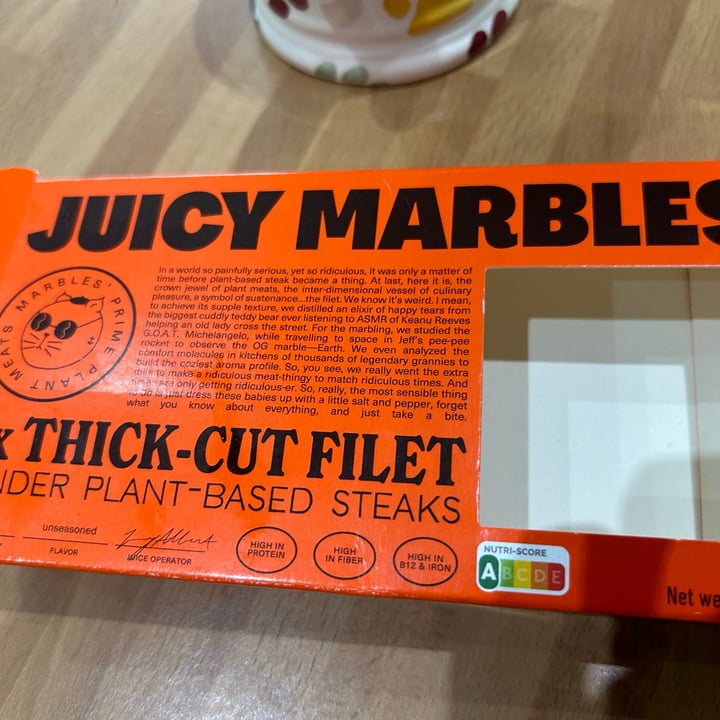 JUICY MARBLES
MARBLES' PRIME PLANT MEATS
In a world so painfully serious, yet so ridiculous, it was only a matter of
time before plant-based steak became a thing. At last, here it is, the
crown jewel of plant meats, the inter-dimensional vessel of culinary
pleasure, a symbol of sustenance...the filet. We know it's weird. I mean,
to achieve its supple texture, we distilled an elixir of happy tears from
the biggest cuddly teddy bear ever listening to ASMR of Keanu Reeves
helping an old lady cross the street. For the marbling, we studied the
G.O.A.T, Michelangelo, while travelling to space in Jeff's pee-pee
rocket to observe the OG marble—Earth. We even analyzed the
comfort molecules in kitchens of thousands of legendary grannies to
build the coziest aroma profile. So, you see, we really went the extra
mile to make a ridiculous meat-thingy to match ridiculous times. And
times are only getting ridiculous-er. So, really, the most sensible thing
to do is just dress these babies up with a little salt and pepper, forget
what you know about everything, and just take a bite.
THICK-CUT FILET
NDER PLANT-BASED STEAKS
unseasoned
FLAVOR
JUICE OPERATOR
HIGH IN
PROTEIN
HIGH
IN FIBER
HIGH IN
B12 & IRON
NUTRI-SCORE
A B C D E
Net we